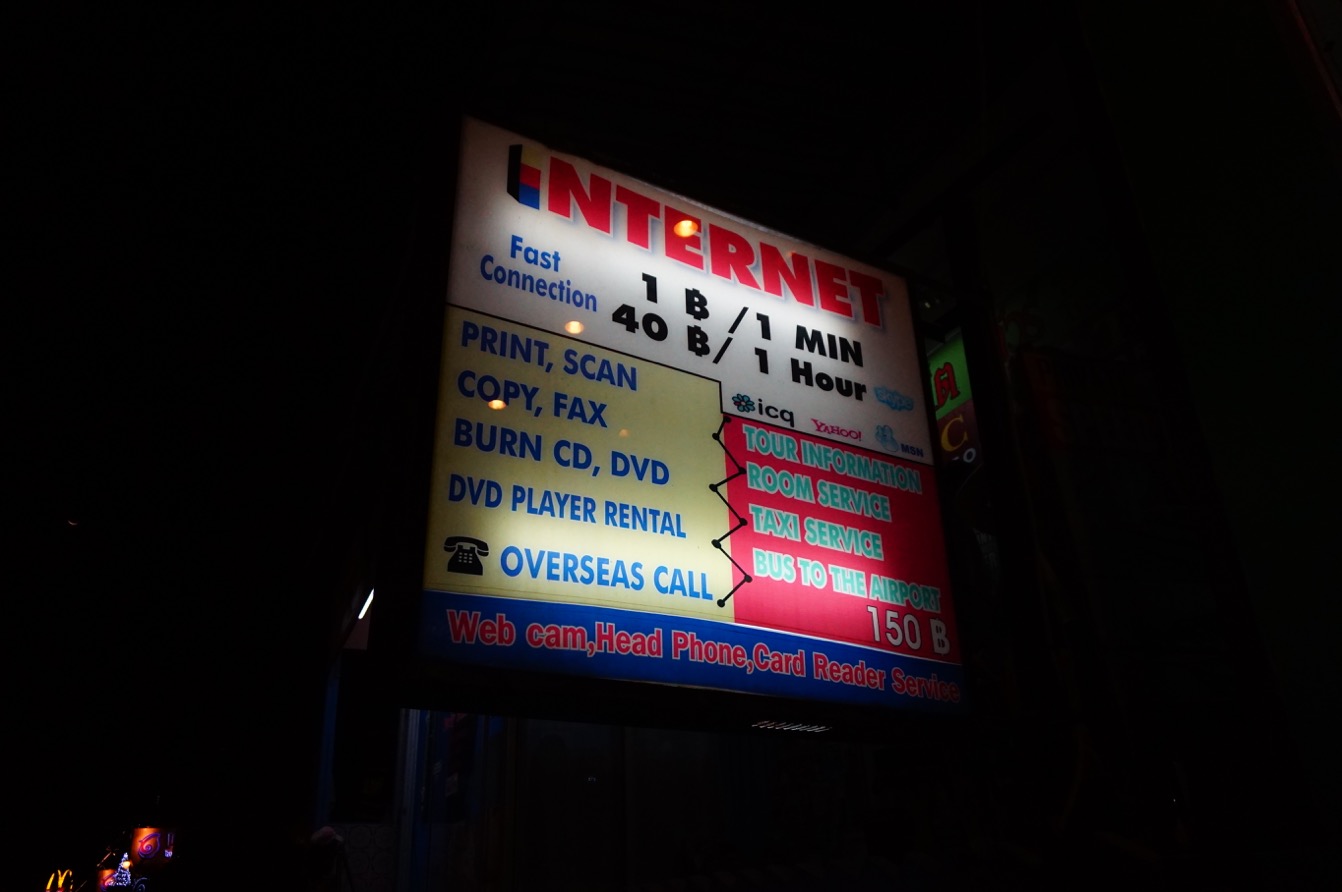 INTERNET
Fast
Connection
1 ฿ / 1 MIN
40 ฿ / 1 Hour
skype
icq
YAHOO!
MSN
PRINT, SCAN
COPY, FAX
BURN CD, DVD
DVD PLAYER RENTAL
OVERSEAS CALL
TOUR INFORMATION
ROOM SERVICE
TAXI SERVICE
BUS TO THE AIRPORT
150 ฿
Web cam,Head Phone,Card Reader Service
C